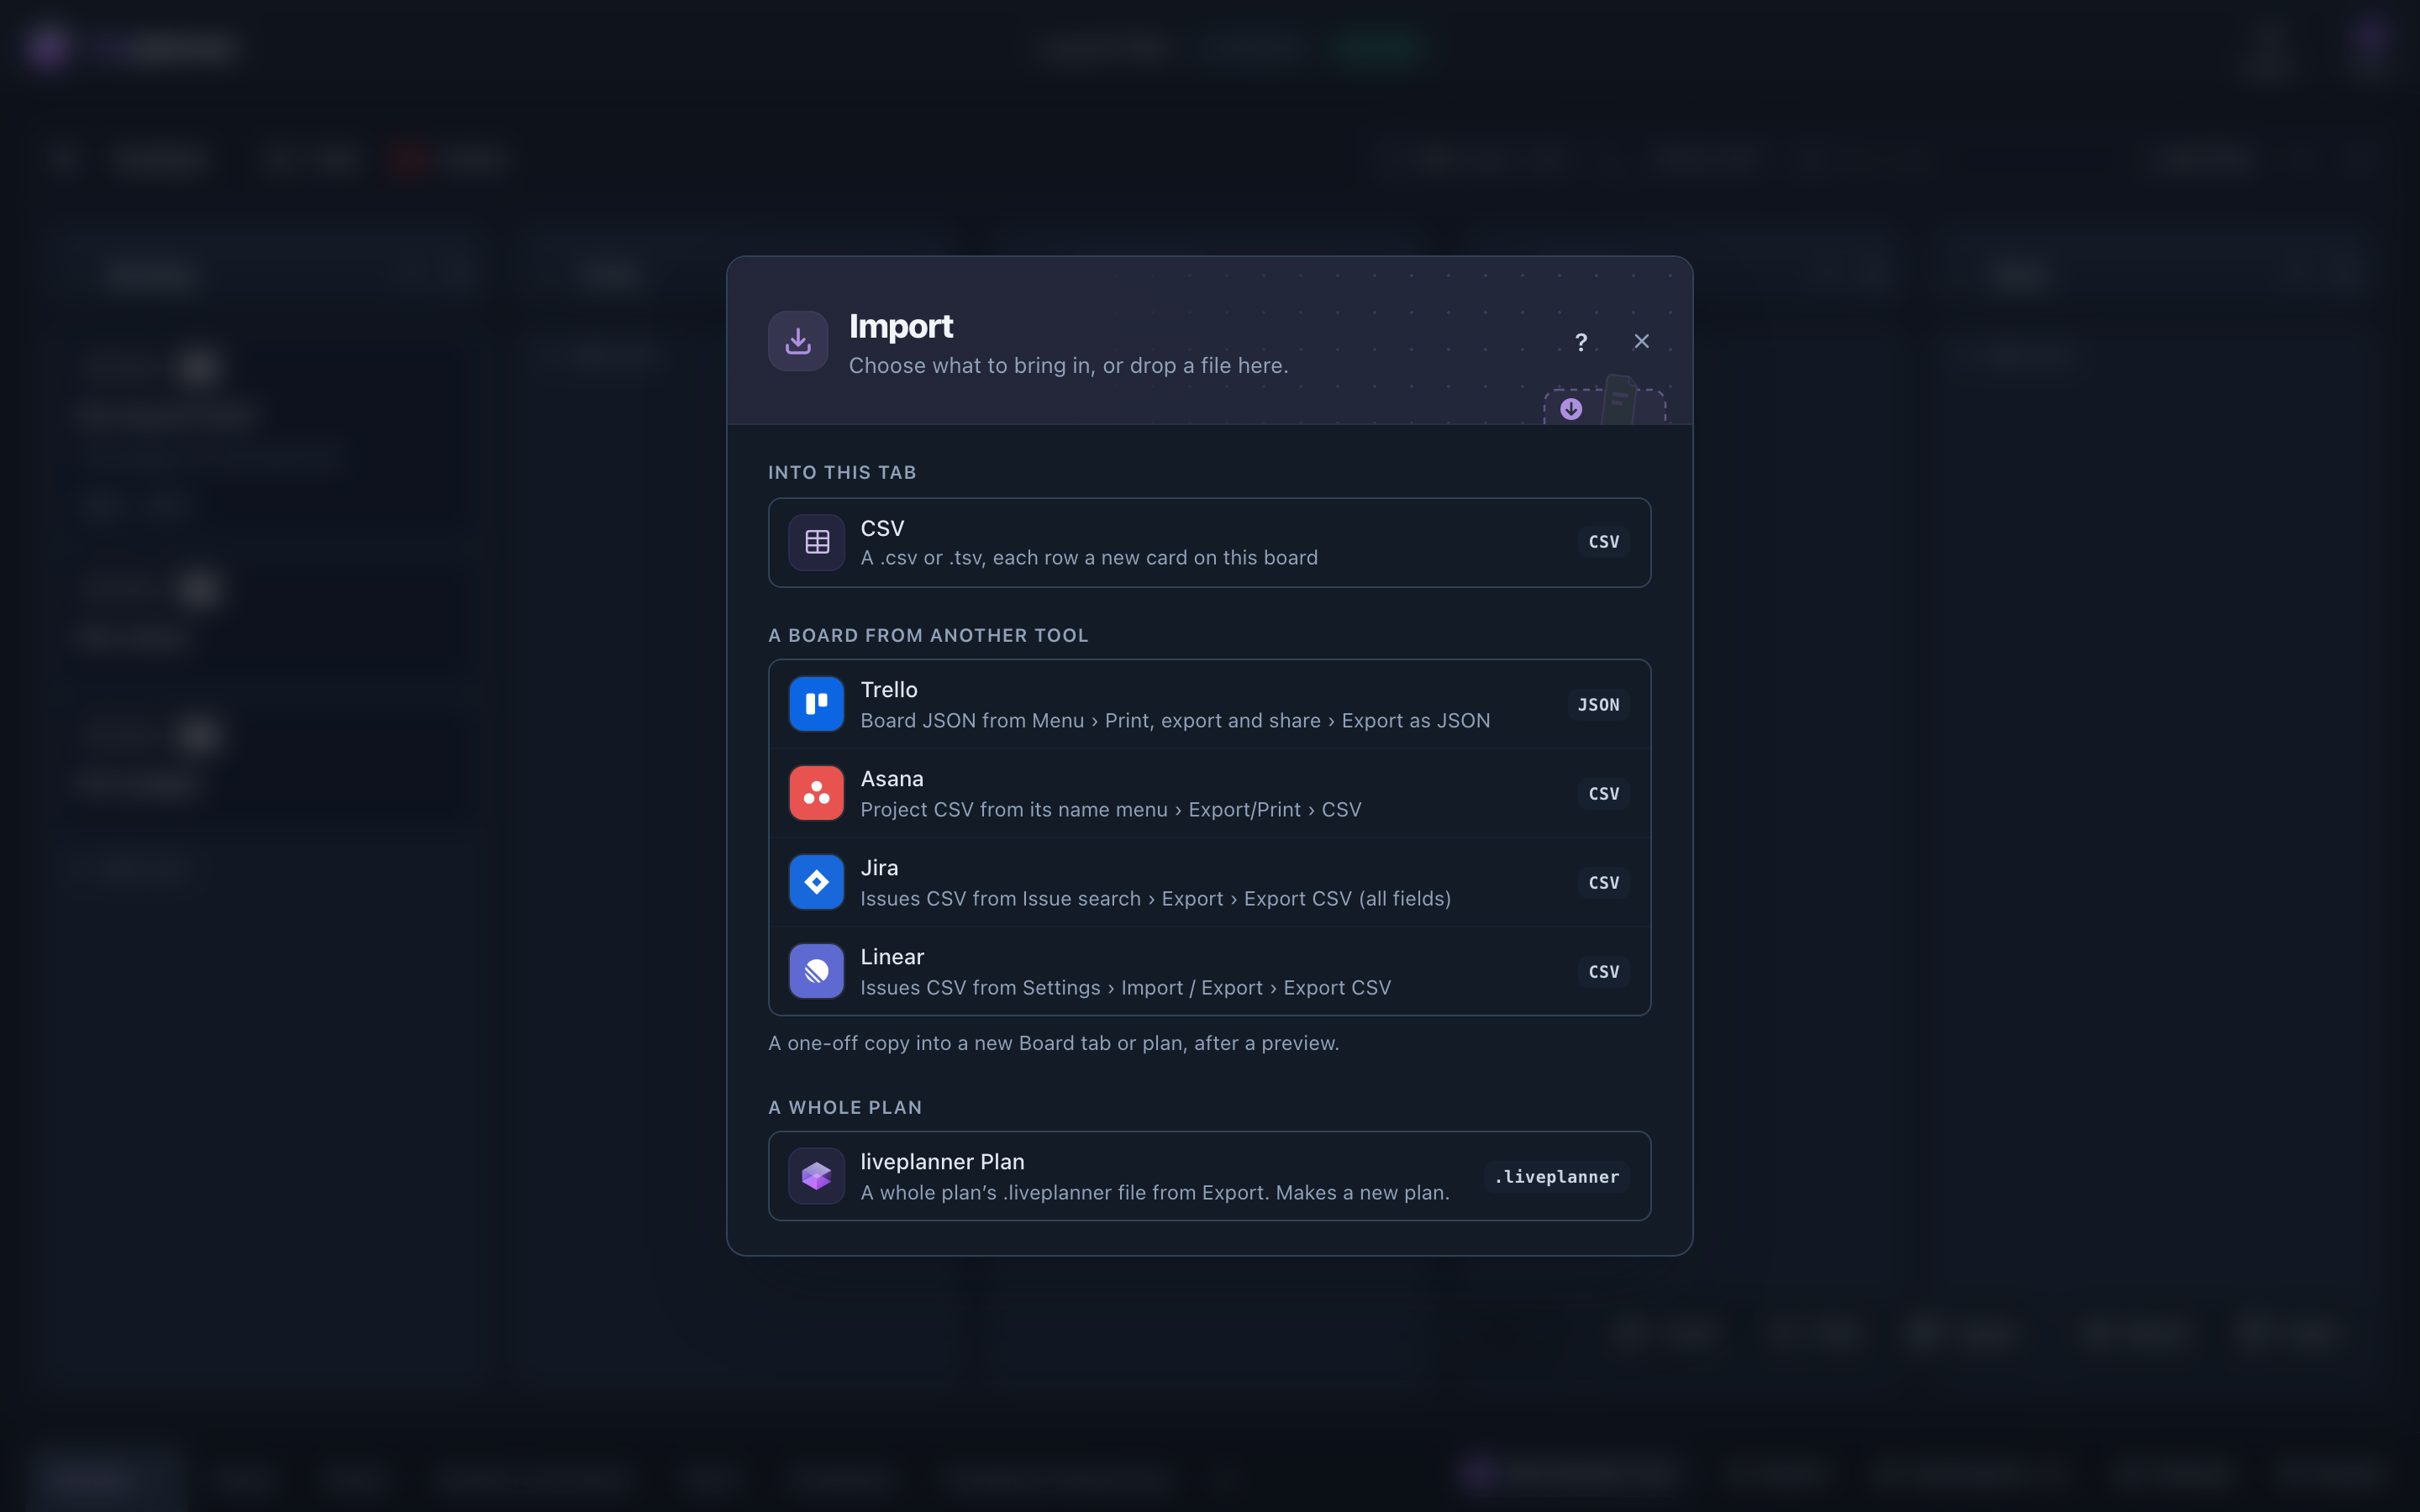 Import
Choose what to bring in, or drop a file here.
?
INTO THIS TAB
CSV
A .csv or .tsv, each row a new card on this board
CSV
A BOARD FROM ANOTHER TOOL
Trello
Board JSON from Menu › Print, export and share › Export as JSON
JSON
Asana
Project CSV from its name menu › Export/Print › CSV
CSV
Jira
Issues CSV from Issue search › Export › Export CSV (all fields)
CSV
Linear
Issues CSV from Settings › Import / Export › Export CSV
CSV
A one-off copy into a new Board tab or plan, after a preview.
A WHOLE PLAN
liveplanner Plan
A whole plan’s .liveplanner file from Export. Makes a new plan.
.liveplanner